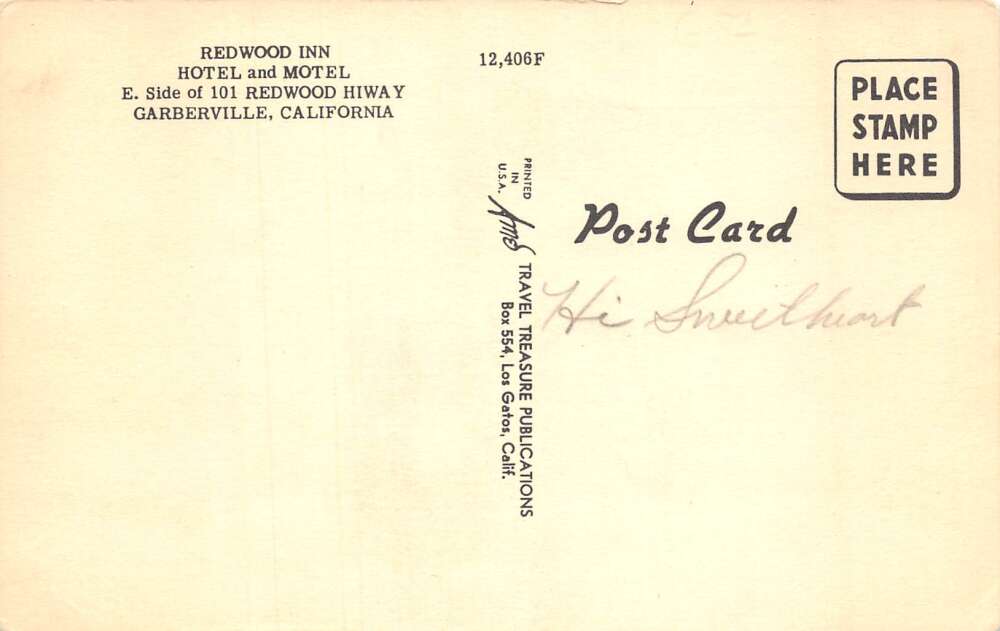 REDWOOD INN
HOTEL and MOTEL
E. Side of 101 REDWOOD HIWAY
GARBERVILLE, CALIFORNIA
12,406F
PLACE
STAMP
HERE
PRINTED
IN
U.S.A.
TRAVEL TREASURE PUBLICATIONS
Box 554, Los Gatos, Calif.
Post Card
Hi Sweetheart